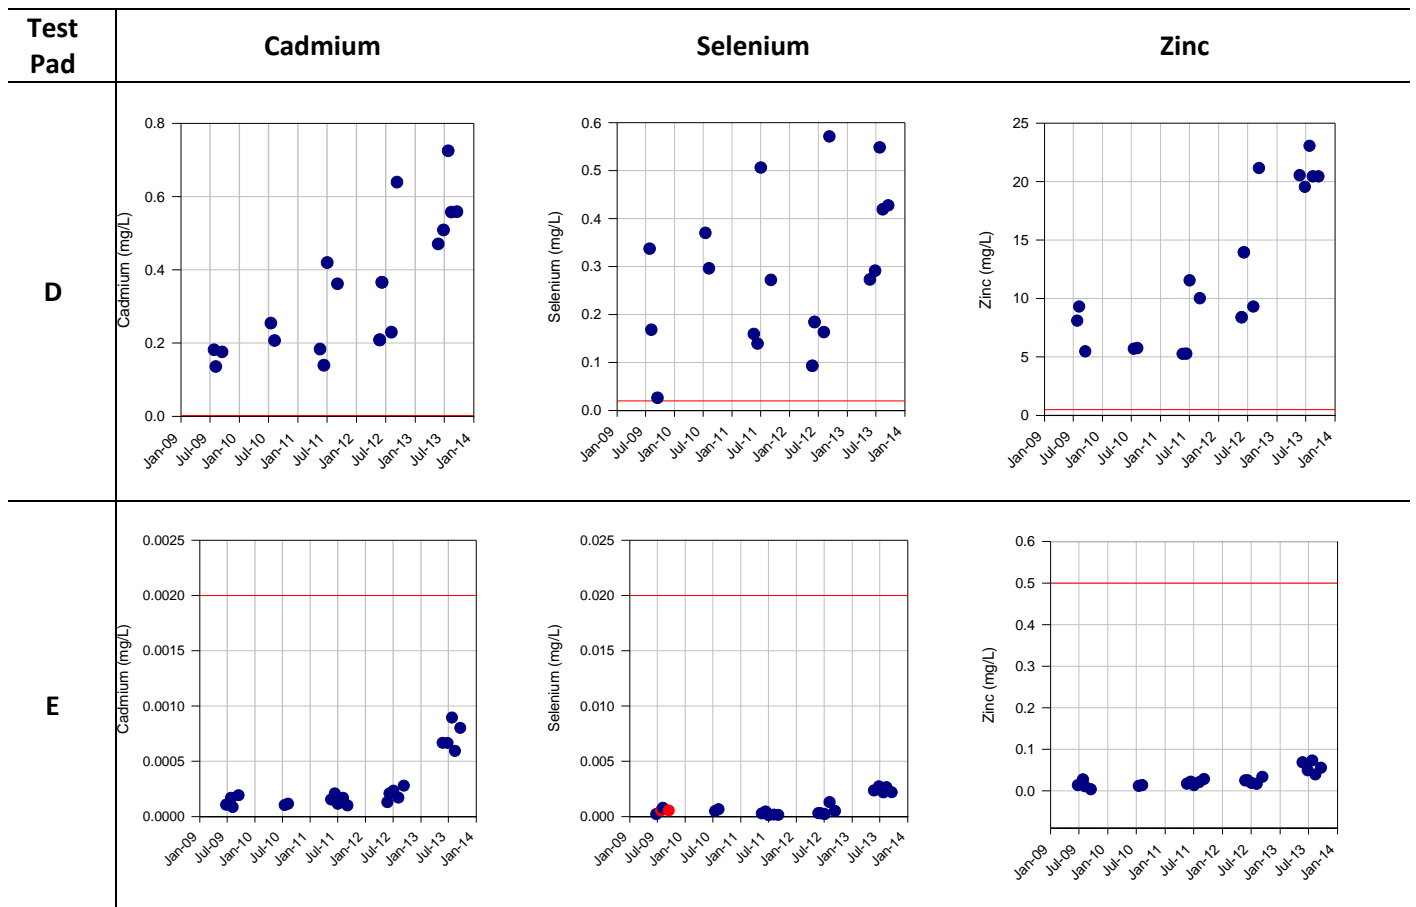 Test Pad
Cadmium
Selenium
Zinc
D
Cadmium (mg/L)
0.8
0.6
0.4
0.2
0.0
Jan-09
Jul-09
Jan-10
Jul-10
Jan-11
Jul-11
Jan-12
Jul-12
Jan-13
Jul-13
Jan-14
Selenium (mg/L)
0.6
0.5
0.4
0.3
0.2
0.1
0.0
Jan-09
Jul-09
Jan-10
Jul-10
Jan-11
Jul-11
Jan-12
Jul-12
Jan-13
Jul-13
Jan-14
Zinc (mg/L)
25
20
15
10
5
0
Jan-09
Jul-09
Jan-10
Jul-10
Jan-11
Jul-11
Jan-12
Jul-12
Jan-13
Jul-13
Jan-14
E
Cadmium (mg/L)
0.0025
0.0020
0.0015
0.0010
0.0005
0.0000
Jan-09
Jul-09
Jan-10
Jul-10
Jan-11
Jul-11
Jan-12
Jul-12
Jan-13
Jul-13
Jan-14
Selenium (mg/L)
0.025
0.020
0.015
0.010
0.005
0.000
Jan-09
Jul-09
Jan-10
Jul-10
Jan-11
Jul-11
Jan-12
Jul-12
Jan-13
Jul-13
Jan-14
Zinc (mg/L)
0.6
0.5
0.4
0.3
0.2
0.1
0.0
Jan-09
Jul-09
Jan-10
Jul-10
Jan-11
Jul-11
Jan-12
Jul-12
Jan-13
Jul-13
Jan-14